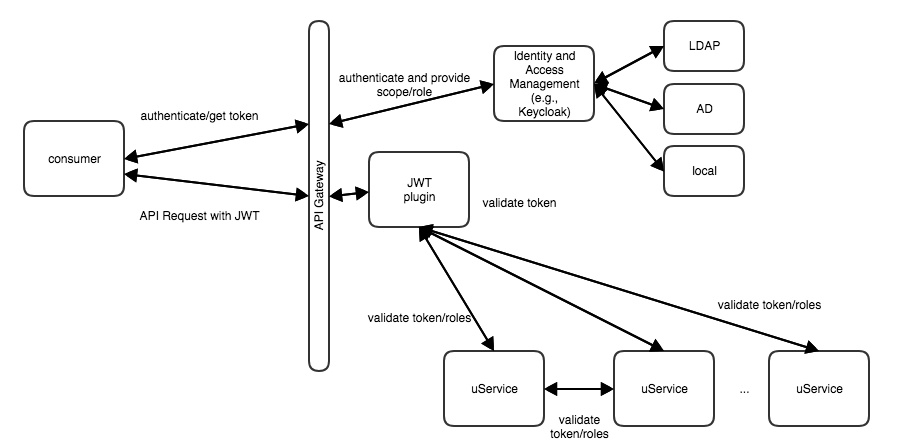 LDAP
Identity and
Access
Management
(e.g.,
Keycloak)
authenticate and provide
scope/role
AD
authenticate/get token
consumer
local
API Gateway
JWT
plugin
validate token
API Request with JWT
validate token/roles
validate token/roles
uService
uService
...
uService
validate
token/roles